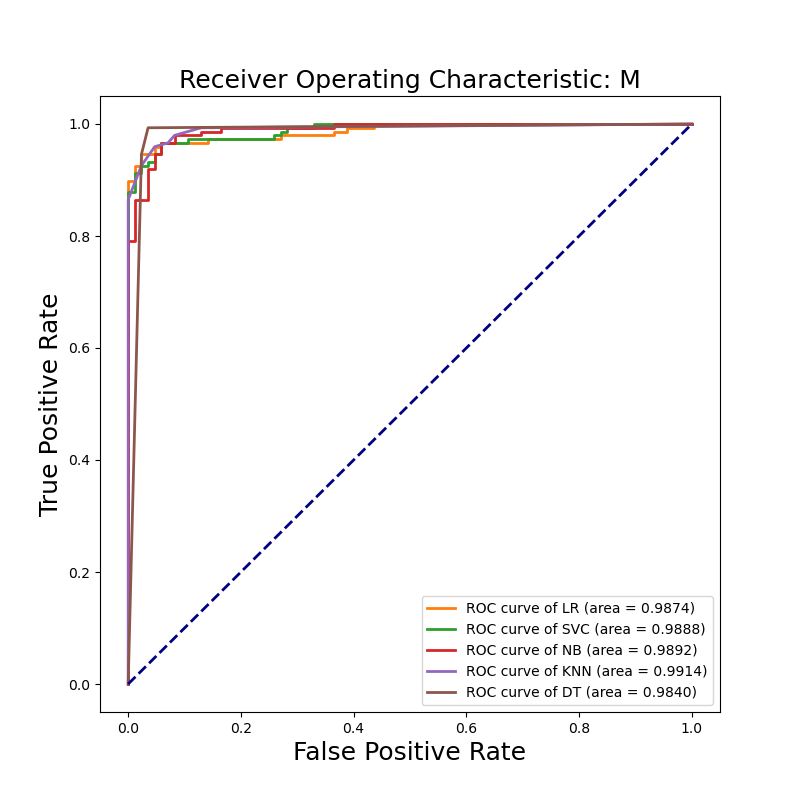 Receiver Operating Characteristic: M
True Positive Rate
1.0
0.8
0.6
0.4
0.2
0.0
ROC curve of LR (area = 0.9874)
ROC curve of SVC (area = 0.9888)
ROC curve of NB (area = 0.9892)
ROC curve of KNN (area = 0.9914)
ROC curve of DT (area = 0.9840)
0.0 0.2 0.4 0.6 0.8 1.0
False Positive Rate